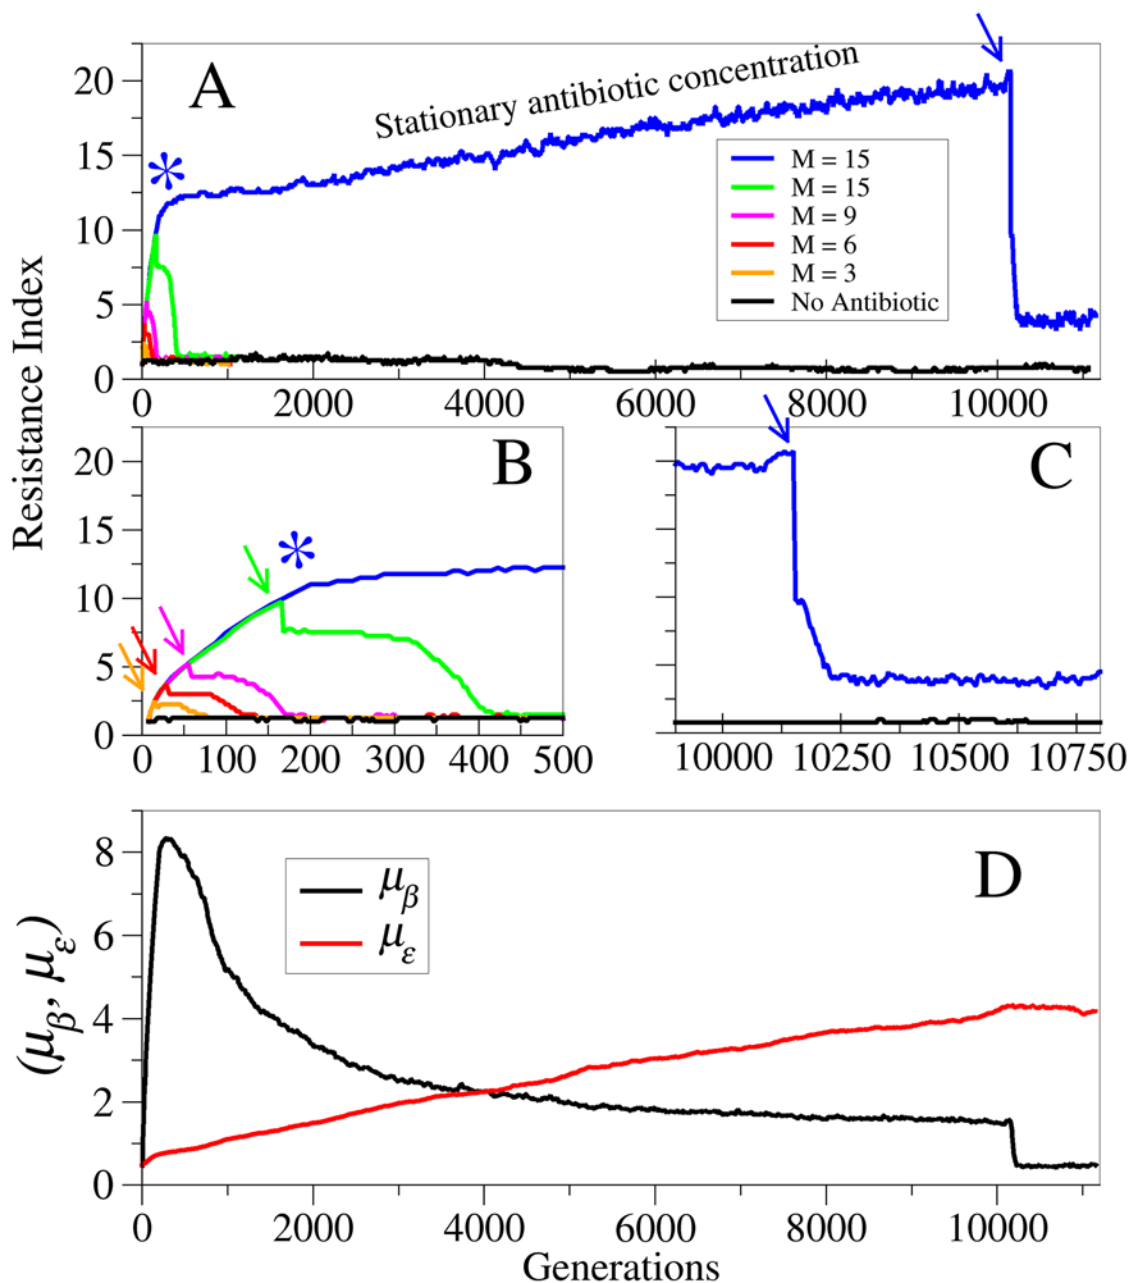 A
Stationary antibiotic concentration
*
M = 15
M = 15
M = 9
M = 6
M = 3
No Antibiotic
20
15
10
5
0
0 2000 4000 6000 8000 10000
Resistance Index
B
*
20
15
10
5
0
0 100 200 300 400 500
C
10000 10250 10500 10750
D
μβ
με
(μβ, με)
8
6
4
2
0
0 2000 4000 6000 8000 10000
Generations